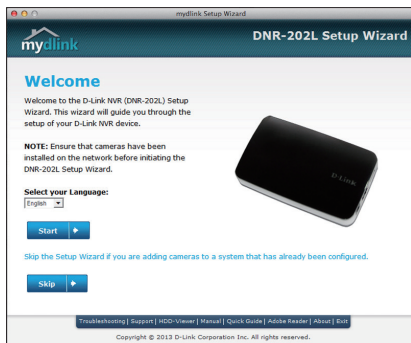 mydlink Setup Wizard
mydlink
DNR-202L Setup Wizard
Welcome
Welcome to the D-Link NVR (DNR-202L) Setup
Wizard. This wizard will guide you through the
setup of your D-Link NVR device.
NOTE: Ensure that cameras have been
installed on the network before initiating the
DNR-202L Setup Wizard.
D-Link
Select your Language:
English
Start
Skip the Setup Wizard if you are adding cameras to a system that has already been configured.
Skip
Troubleshooting | Support | HDD-Viewer | Manual | Quick Guide | Adobe Reader | About | Exit
Copyright © 2013 D-Link Corporation Inc. All rights reserved.